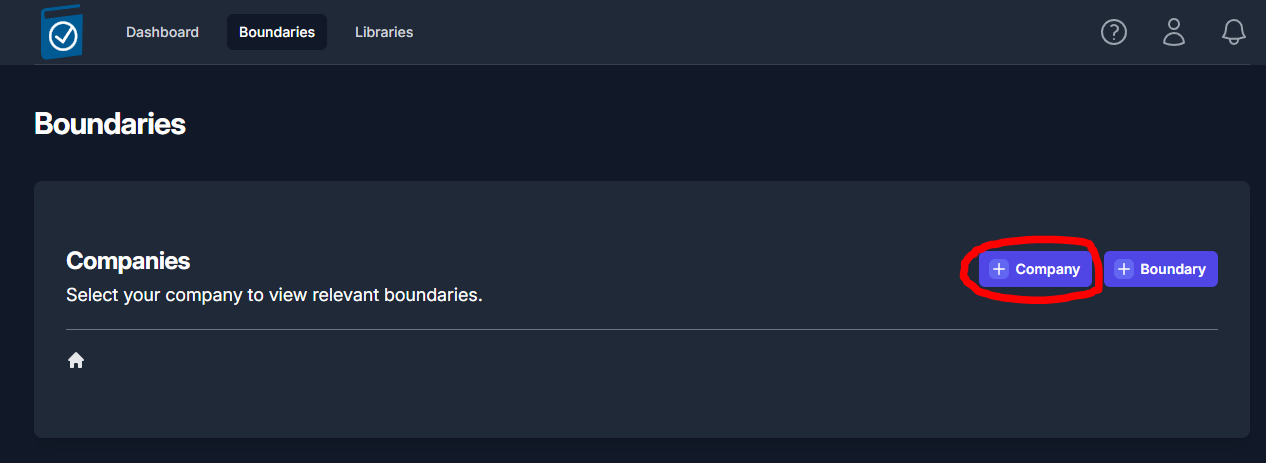 Dashboard Boundaries Libraries
Boundaries
Companies
Select your company to view relevant boundaries.
+ Company + Boundary